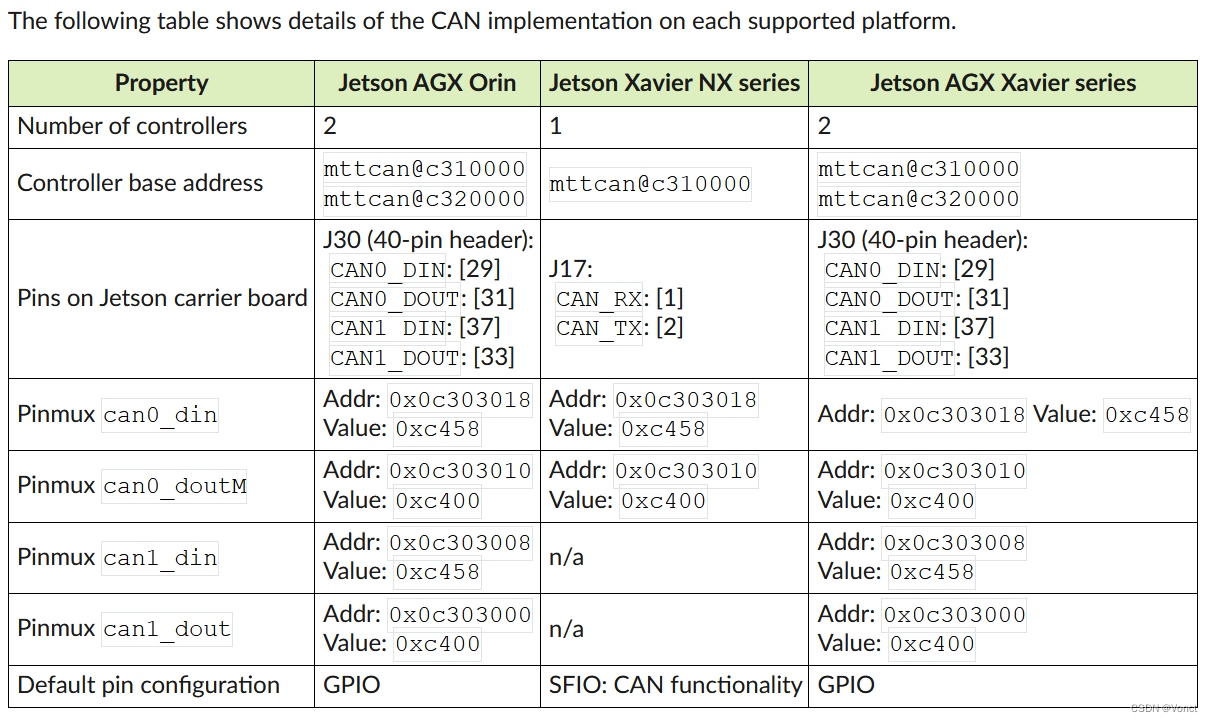 The following table shows details of the CAN implementation on each supported platform.
Property Jetson AGX Orin Jetson Xavier NX series Jetson AGX Xavier series
Number of controllers 2 1 2
Controller base address
mttcan@c310000
mttcan@c320000
mttcan@c310000
mttcan@c310000
mttcan@c320000
Pins on Jetson carrier board
J30 (40-pin header):
CAN0_DIN: [29]
CAN0_DOUT: [31]
CAN1_DIN: [37]
CAN1_DOUT: [33]
J17:
CAN_RX: [1]
CAN_TX: [2]
J30 (40-pin header):
CAN0_DIN: [29]
CAN0_DOUT: [31]
CAN1_DIN: [37]
CAN1_DOUT: [33]
Pinmux can0_din
Addr: 0x0c303018
Value: 0xc458
Addr: 0x0c303018
Value: 0xc458
Addr: 0x0c303018 Value: 0xc458
Pinmux can0_doutM
Addr: 0x0c303010
Value: 0xc400
Addr: 0x0c303010
Value: 0xc400
Addr: 0x0c303010
Value: 0xc400
Pinmux can1_din
Addr: 0x0c303008
Value: 0xc458
n/a
Addr: 0x0c303008
Value: 0xc458
Pinmux can1_dout
Addr: 0x0c303000
Value: 0xc400
n/a
Addr: 0x0c303000
Value: 0xc400
Default pin configuration GPIO SFIO: CAN functionality GPIO
CSDN @Vonct